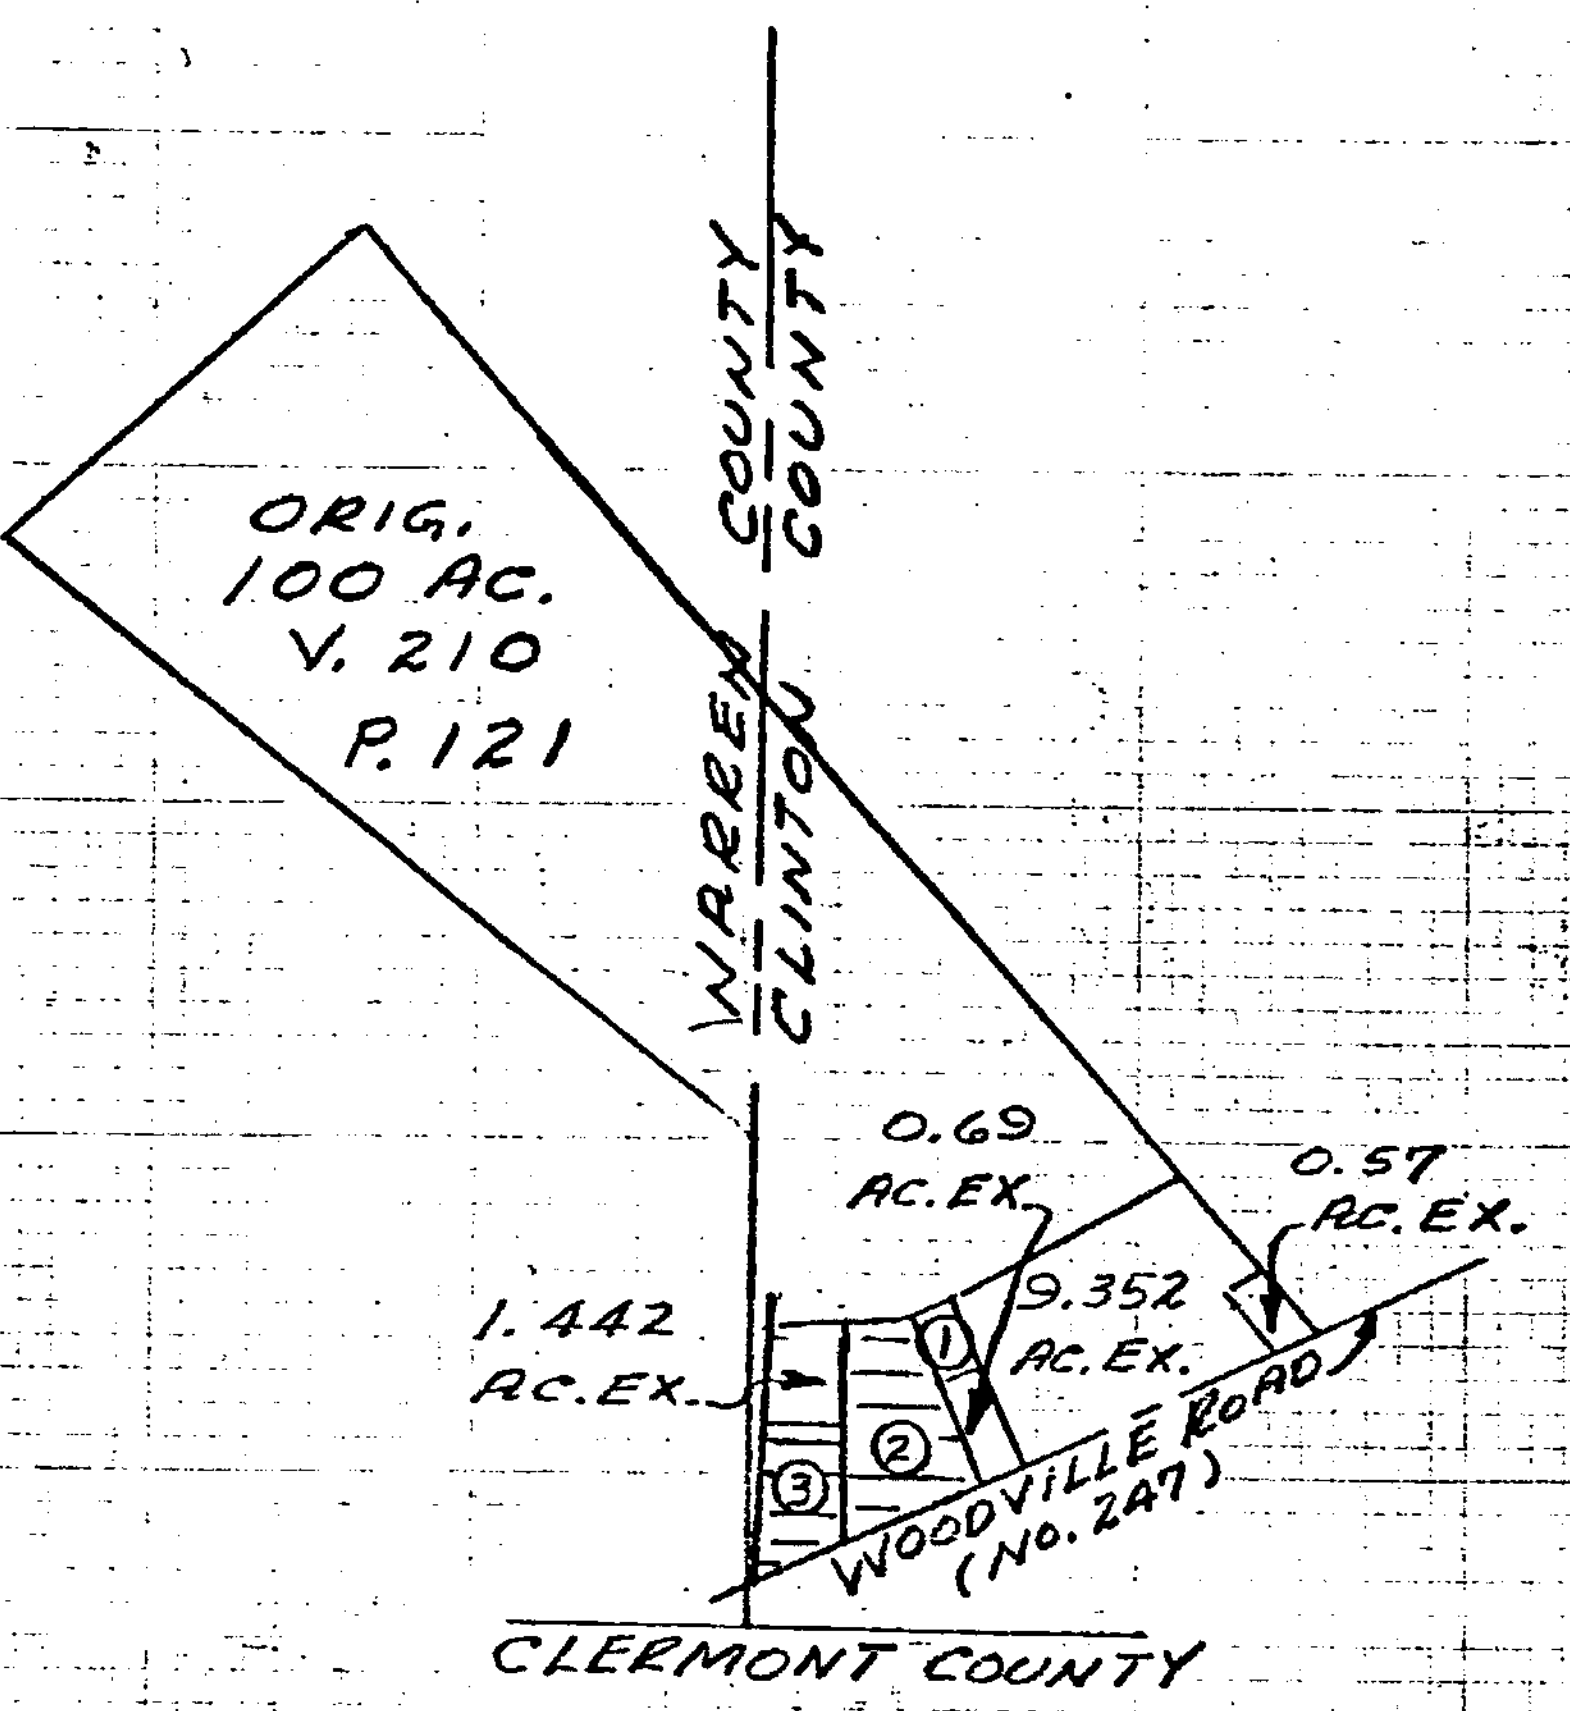 WARREN COUNTY
CLINTON COUNTY
ORIG.
100 AC.
V. 210
P. 121
0.69
AC. EX.
0.57
AC. EX.
1.442
AC. EX.
9.352
AC. EX.
1
2
3
WOODVILLE ROAD
(NO. 2A7)
CLERMONT COUNTY